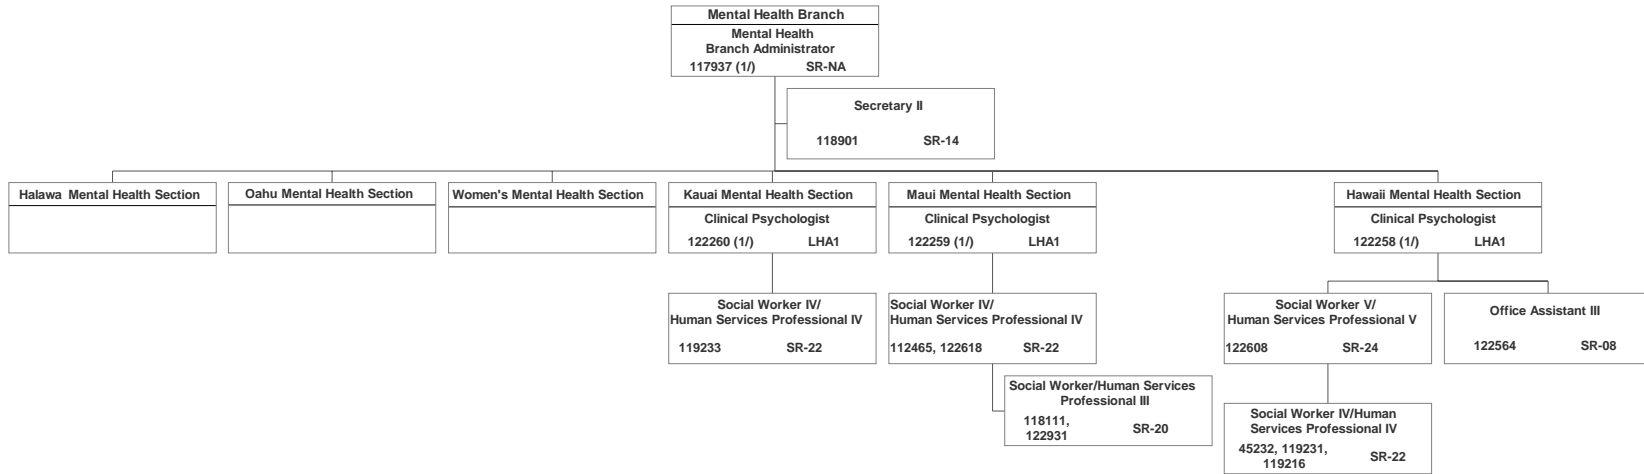 Mental Health Branch
Mental Health
Branch Administrator
117937 (1/) SR-NA
Secretary II
118901 SR-14
Halawa  Mental Health Section
Oahu Mental Health Section
Women's Mental Health Section
Kauai Mental Health Section
Clinical Psychologist
122260 (1/) LHA1
Maui Mental Health Section
Clinical Psychologist
122259 (1/) LHA1
Hawaii Mental Health Section
Clinical Psychologist
122258 (1/) LHA1
Social Worker IV/
Human Services Professional IV
119233 SR-22
Social Worker IV/
Human Services Professional IV
112465, 122618 SR-22
Social Worker V/
Human Services Professional V
122608 SR-24
Office Assistant III
122564 SR-08
Social Worker/Human Services
Professional III
118111,
122931 SR-20
Social Worker IV/Human
Services Professional IV
45232, 119231,
119216 SR-22